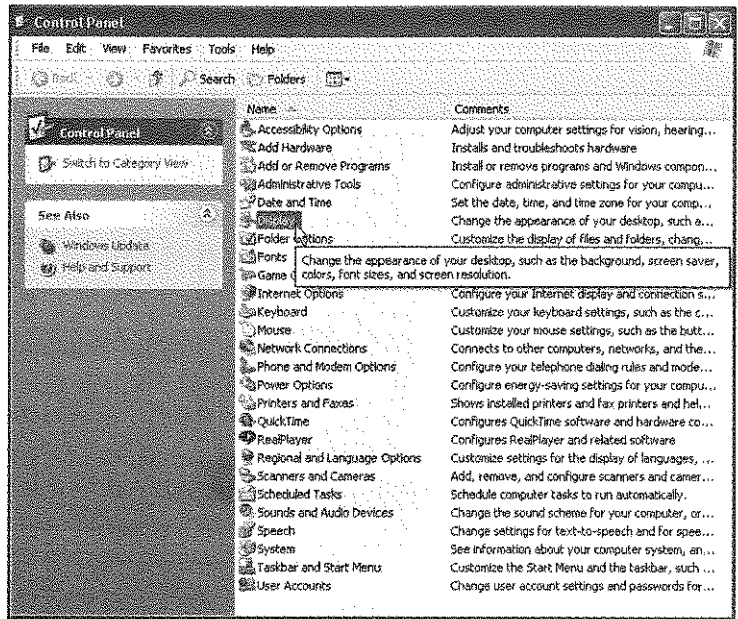 Control Panel
File Edit View Favorites Tools Help
Back Search Folders
Name Comments
Control Panel
Switch to Category View
See Also
Windows Update
Help and Support
Accessibility Options Adjust your computer settings for vision, hearing...
Add Hardware Installs and troubleshoots hardware
Add or Remove Programs Install or remove programs and Windows compon...
Administrative Tools Configure administrative settings for your compu...
Date and Time Set the date, time, and time zone for your comp...
Change the appearance of your desktop, such a...
Folder Options Customize the display of files and folders, chang...
Fonts
Change the appearance of your desktop, such as the background, screen saver,
colors, font sizes, and screen resolution.
Game
Internet Options Configure your Internet display and connection s...
Keyboard Customize your keyboard settings, such as the c...
Mouse Customize your mouse settings, such as the butt...
Network Connections Connects to other computers, networks, and the...
Phone and Modem Options Configure your telephone dialing rules and mode...
Power Options Configure energy-saving settings for your compu...
Printers and Faxes Shows installed printers and fax printers and hel...
QuickTime Configures QuickTime software and hardware co...
RealPlayer Configures RealPlayer and related software
Regional and Language Options Customize settings for the display of languages, ...
Scanners and Cameras Add, remove, and configure scanners and camer...
Scheduled Tasks Schedule computer tasks to run automatically.
Sounds and Audio Devices Change the sound scheme for your computer, or...
Speech Change settings for text-to-speech and for spee...
System See information about your computer system, an...
Taskbar and Start Menu Customize the Start Menu and the taskbar, such ...
User Accounts Change user account settings and passwords for...